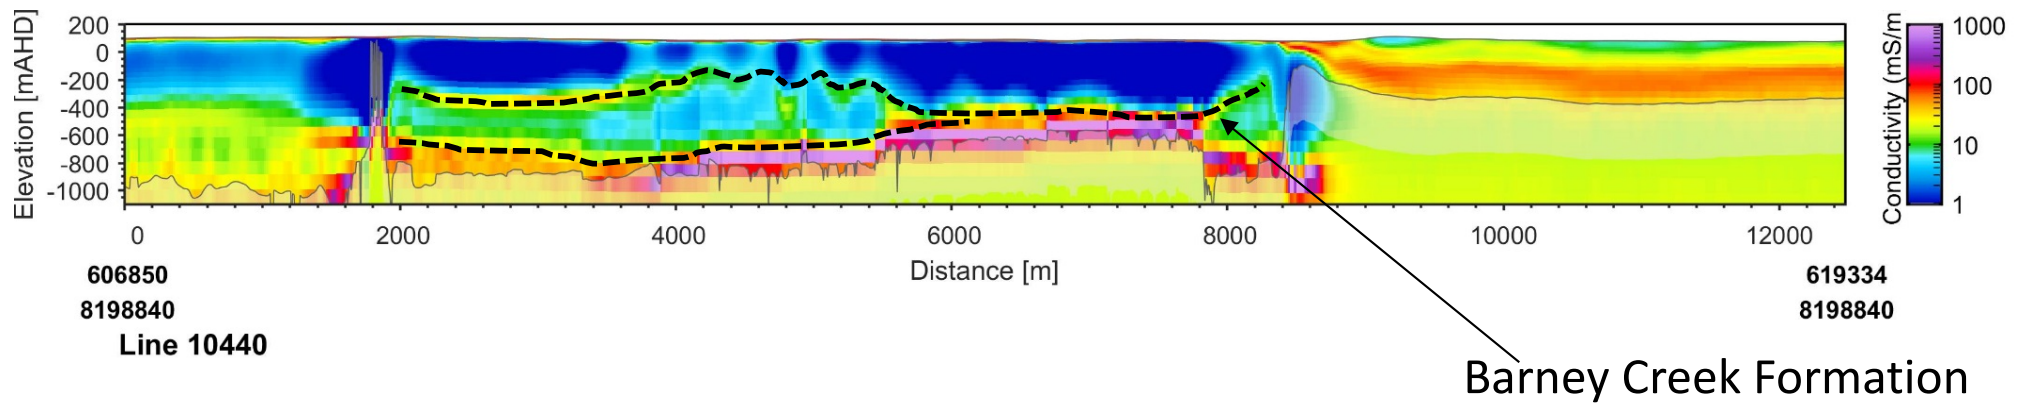 Elevation [mAHD]
200
0
-200
-400
-600
-800
-1000
0 2000 4000 6000 8000 10000 12000
Distance [m]
Conductivity (mS/m
1000
100
10
1
606850
8198840
619334
8198840
Line 10440
Barney Creek Formation